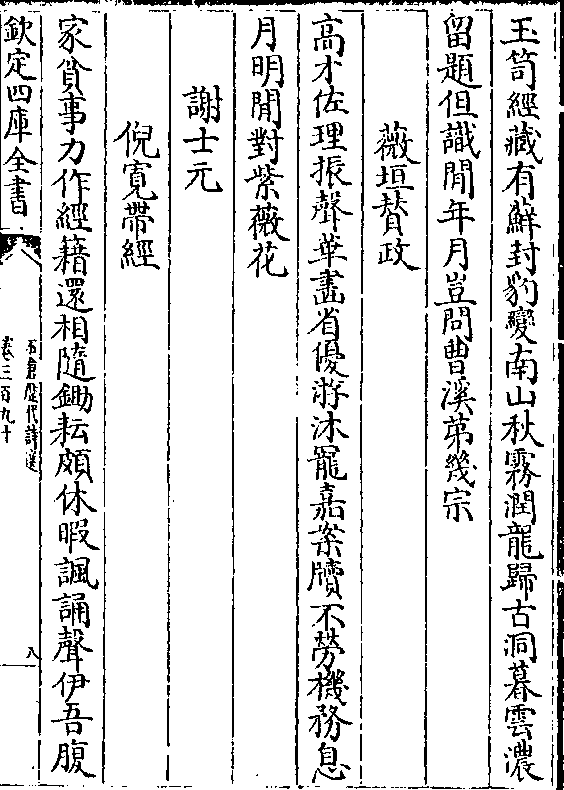 玉笥經藏有蘚封豹變南山秋霧潤龍歸古洞暮雲濃
留題但識閒年月豈問曹溪苐幾宗
薇垣賛政
高才佐理振聲華畫省優游沐寵嘉案牘不勞機務息
月明閒對紫薇花
謝士元
倪寛帶經
家貧事力作經籍還相隨鋤耘頗休暇諷誦聲伊吾腹
欽定四庫全書
石倉歴代詩選
卷三百九十
八